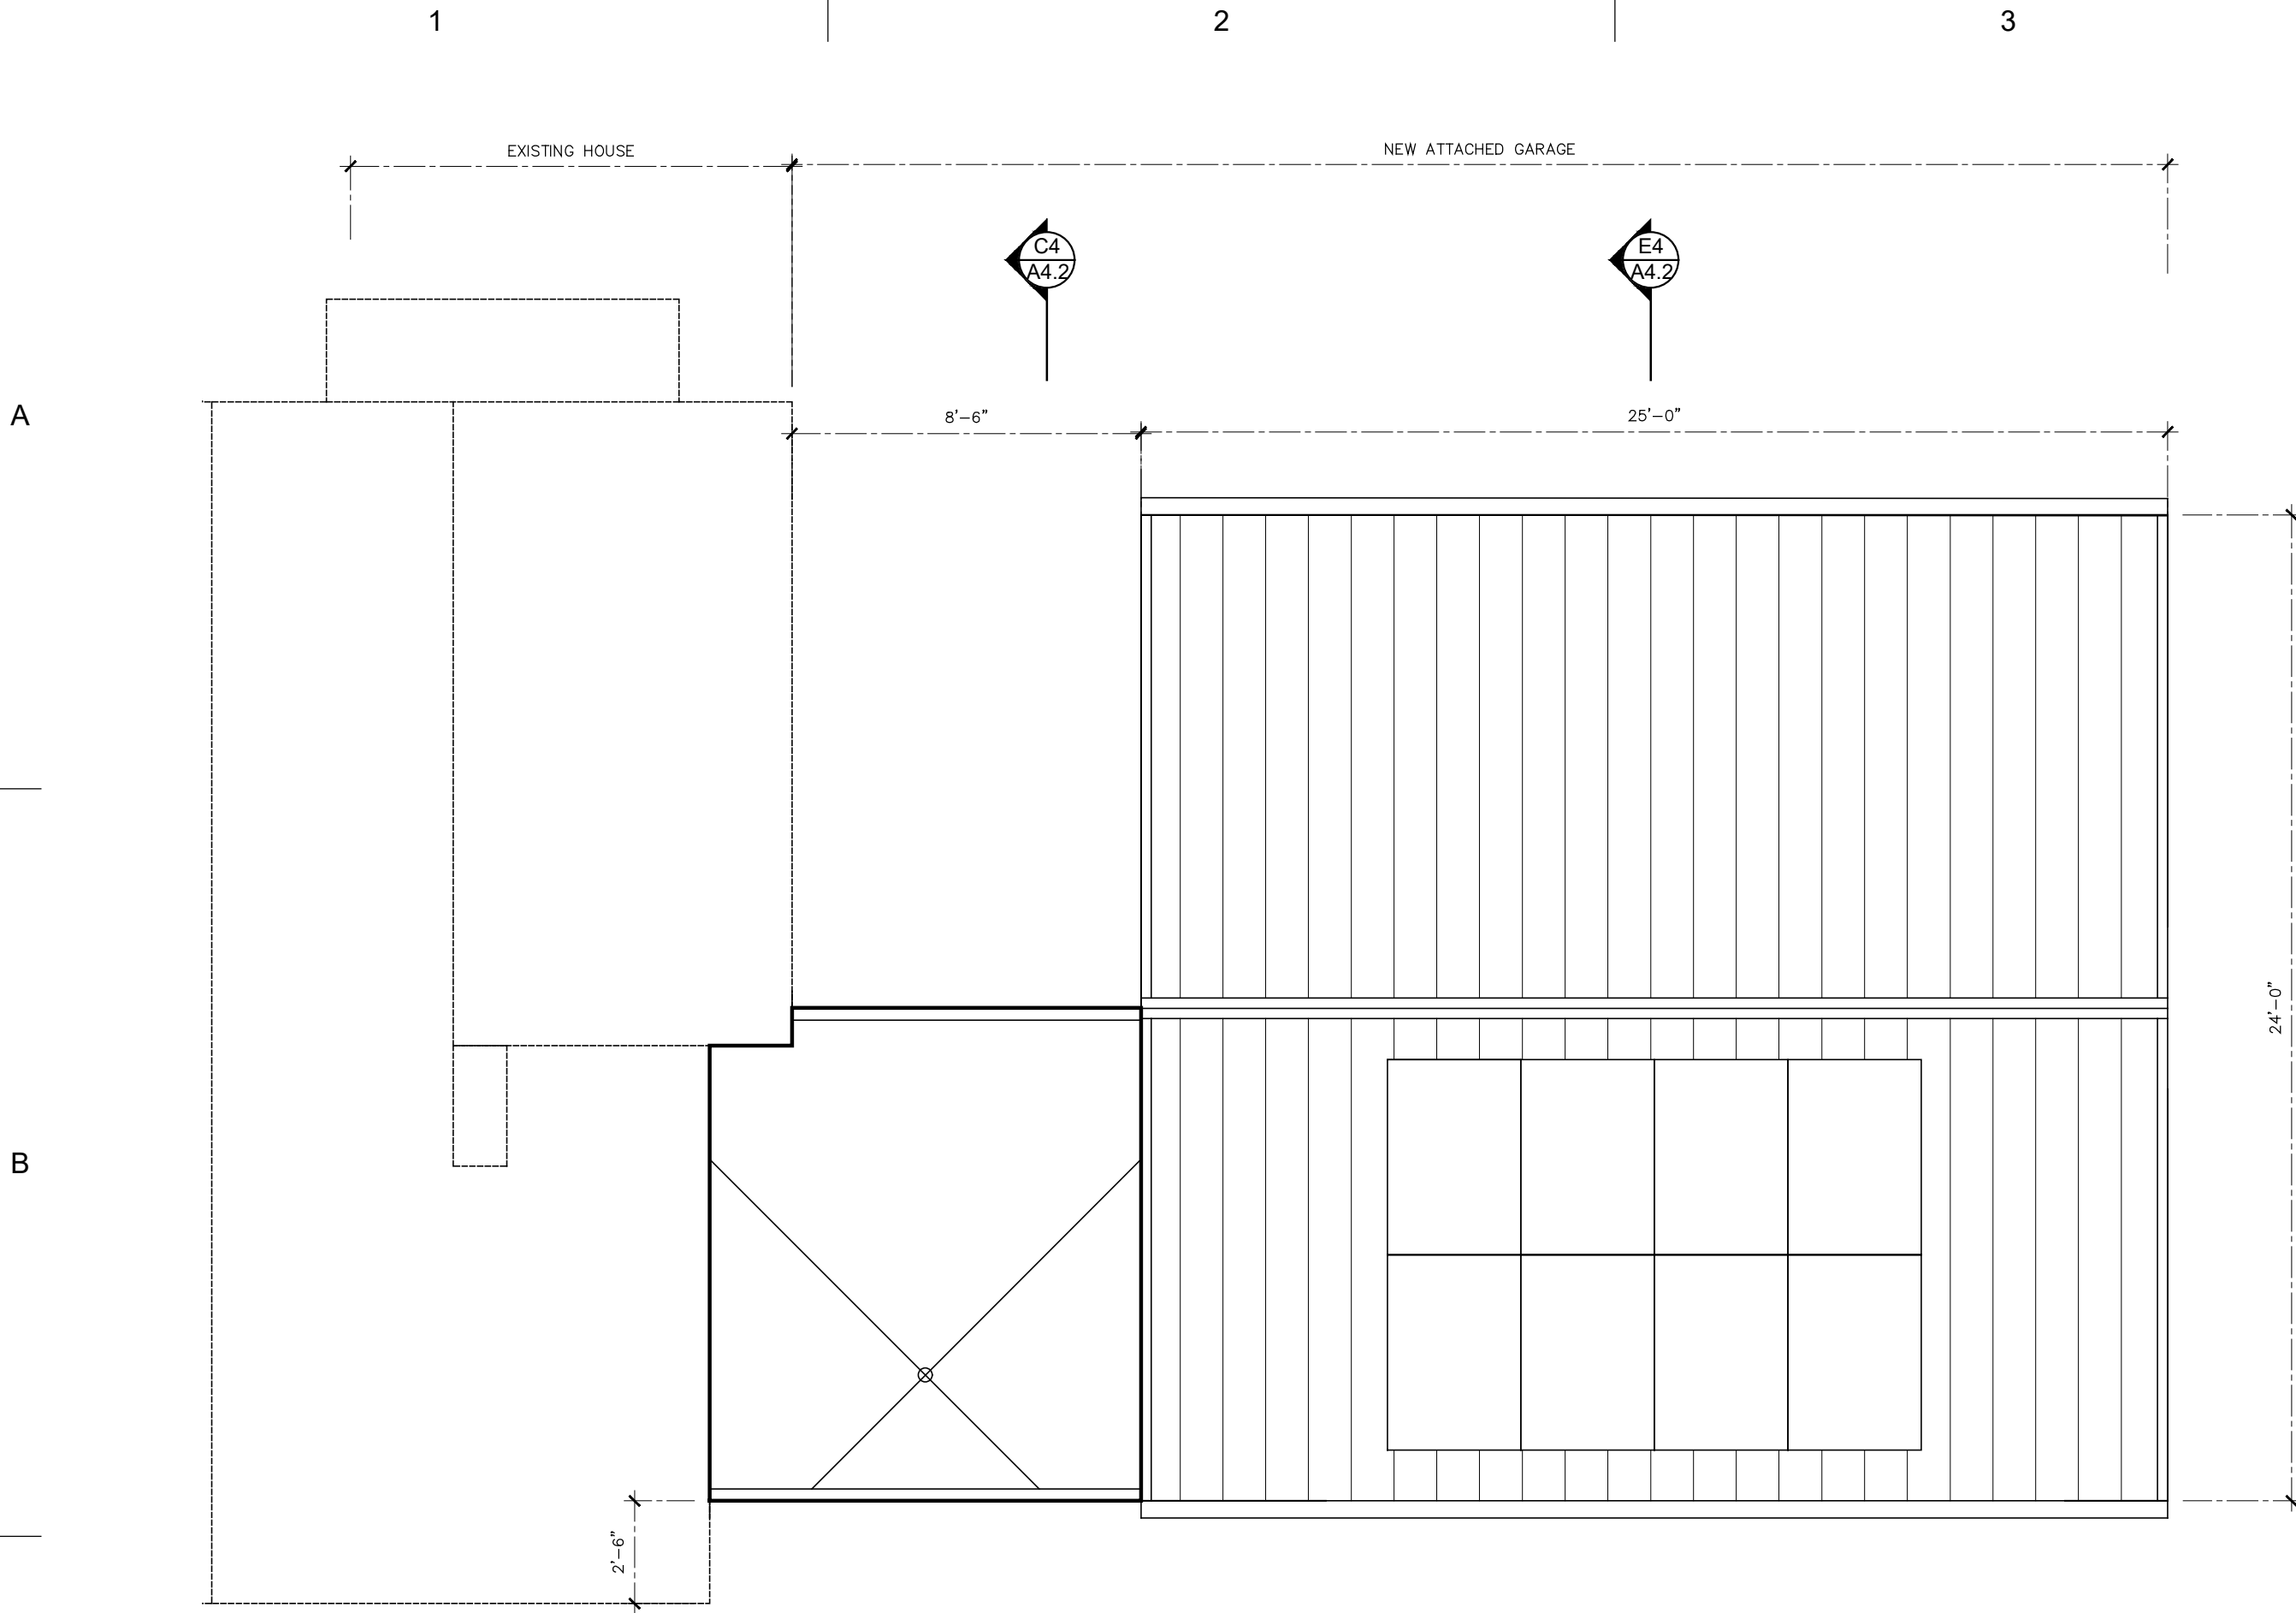 1
2
3
EXISTING HOUSE
NEW ATTACHED GARAGE
C4
A4.2
E4
A4.2
A
8'-6"
25'-0"
24'-0"
B
2'-6"